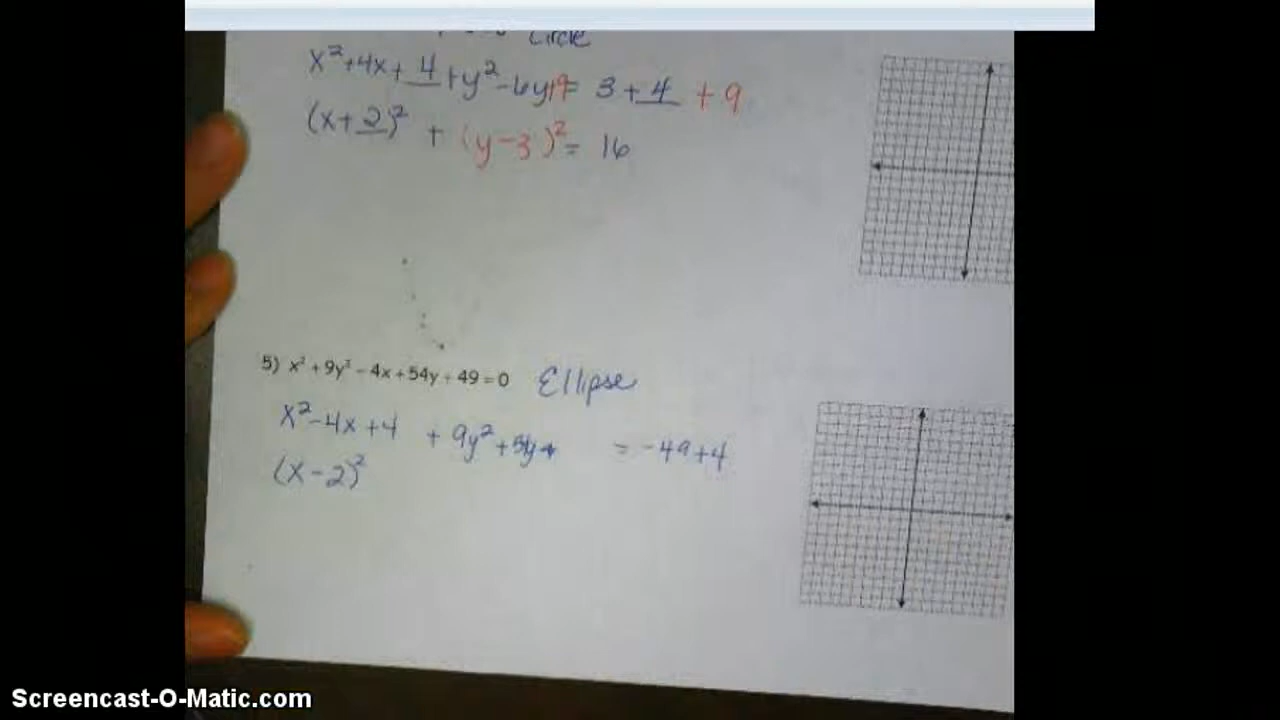 Circle
x²+4x+ 4 +y²-6y+9= 3+4 + 9
(x+2)² + (y-3)² = 16
5) x² + 9y² - 4x + 54y + 49 = 0 Ellipse
x²-4x+4 + 9y²+54y+ = -49+4
(x-2)²
Screencast-O-Matic.com